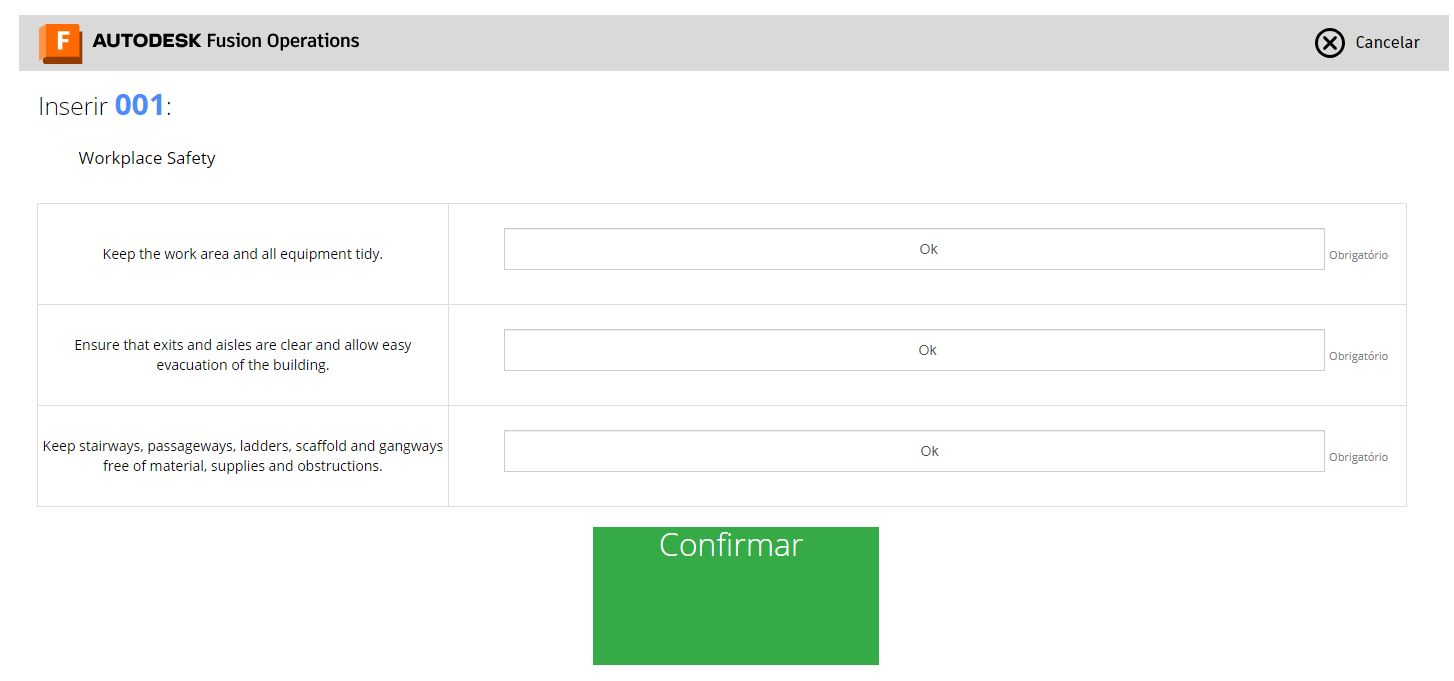 F AUTODESK Fusion Operations
Cancelar
Inserir 001:
Workplace Safety
Keep the work area and all equipment tidy.
Ok
Obrigatório
Ensure that exits and aisles are clear and allow easy
evacuation of the building.
Ok
Obrigatório
Keep stairways, passageways, ladders, scaffold and gangways
free of material, supplies and obstructions.
Ok
Obrigatório
Confirmar